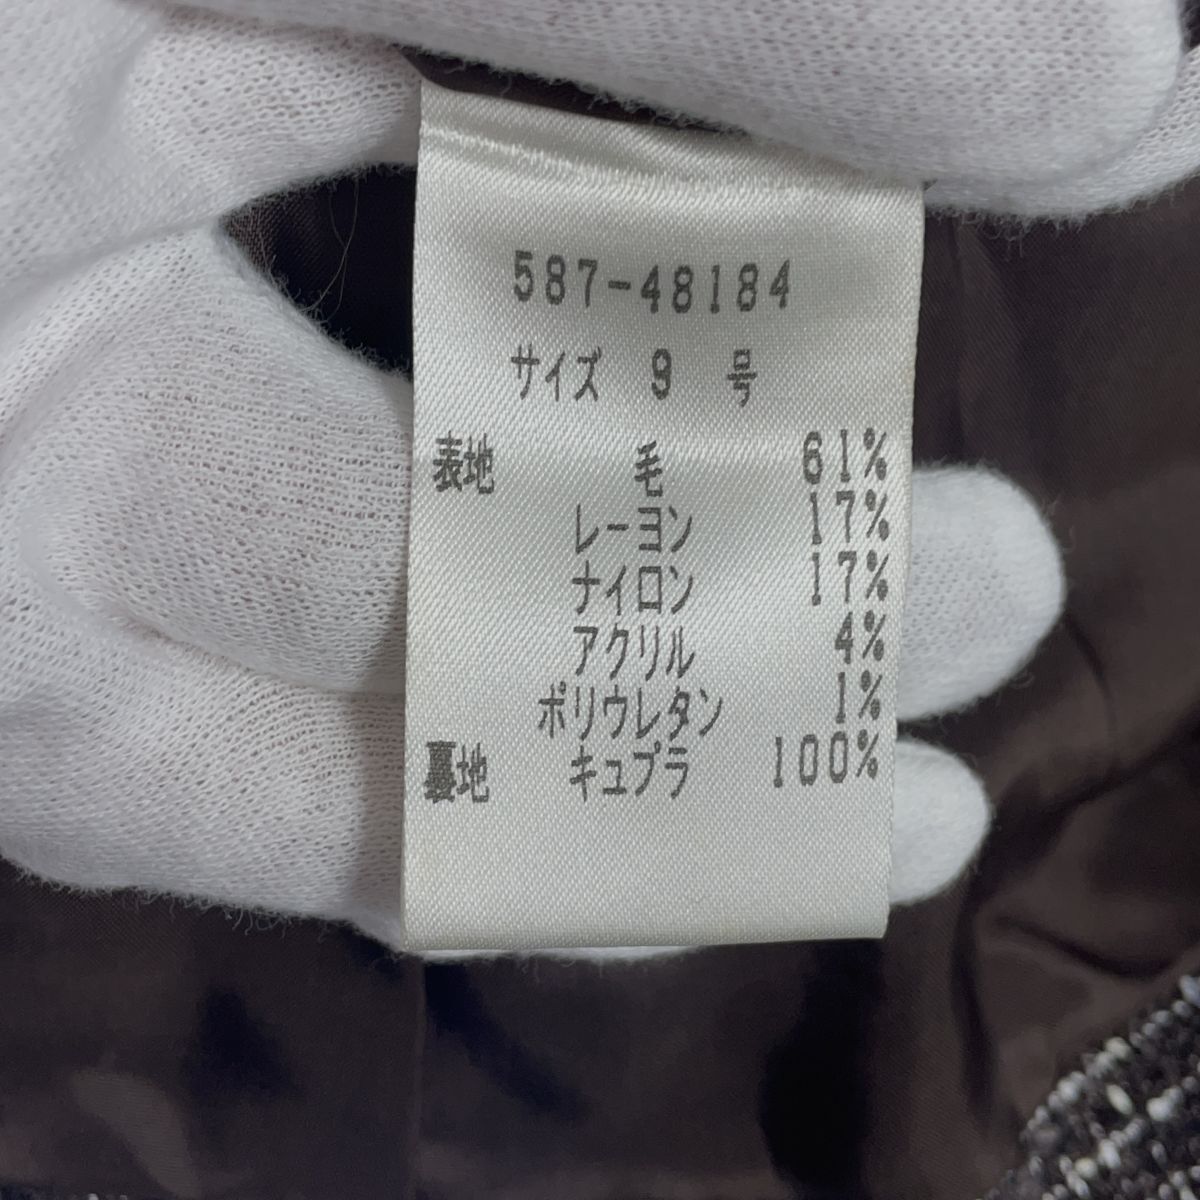 587-48184
サイズ 9 号
表地 毛 61%
レーヨン 17%
ナイロン 17%
アクリル 4%
ポリウレタン 1%
裏地 キュプラ 100%